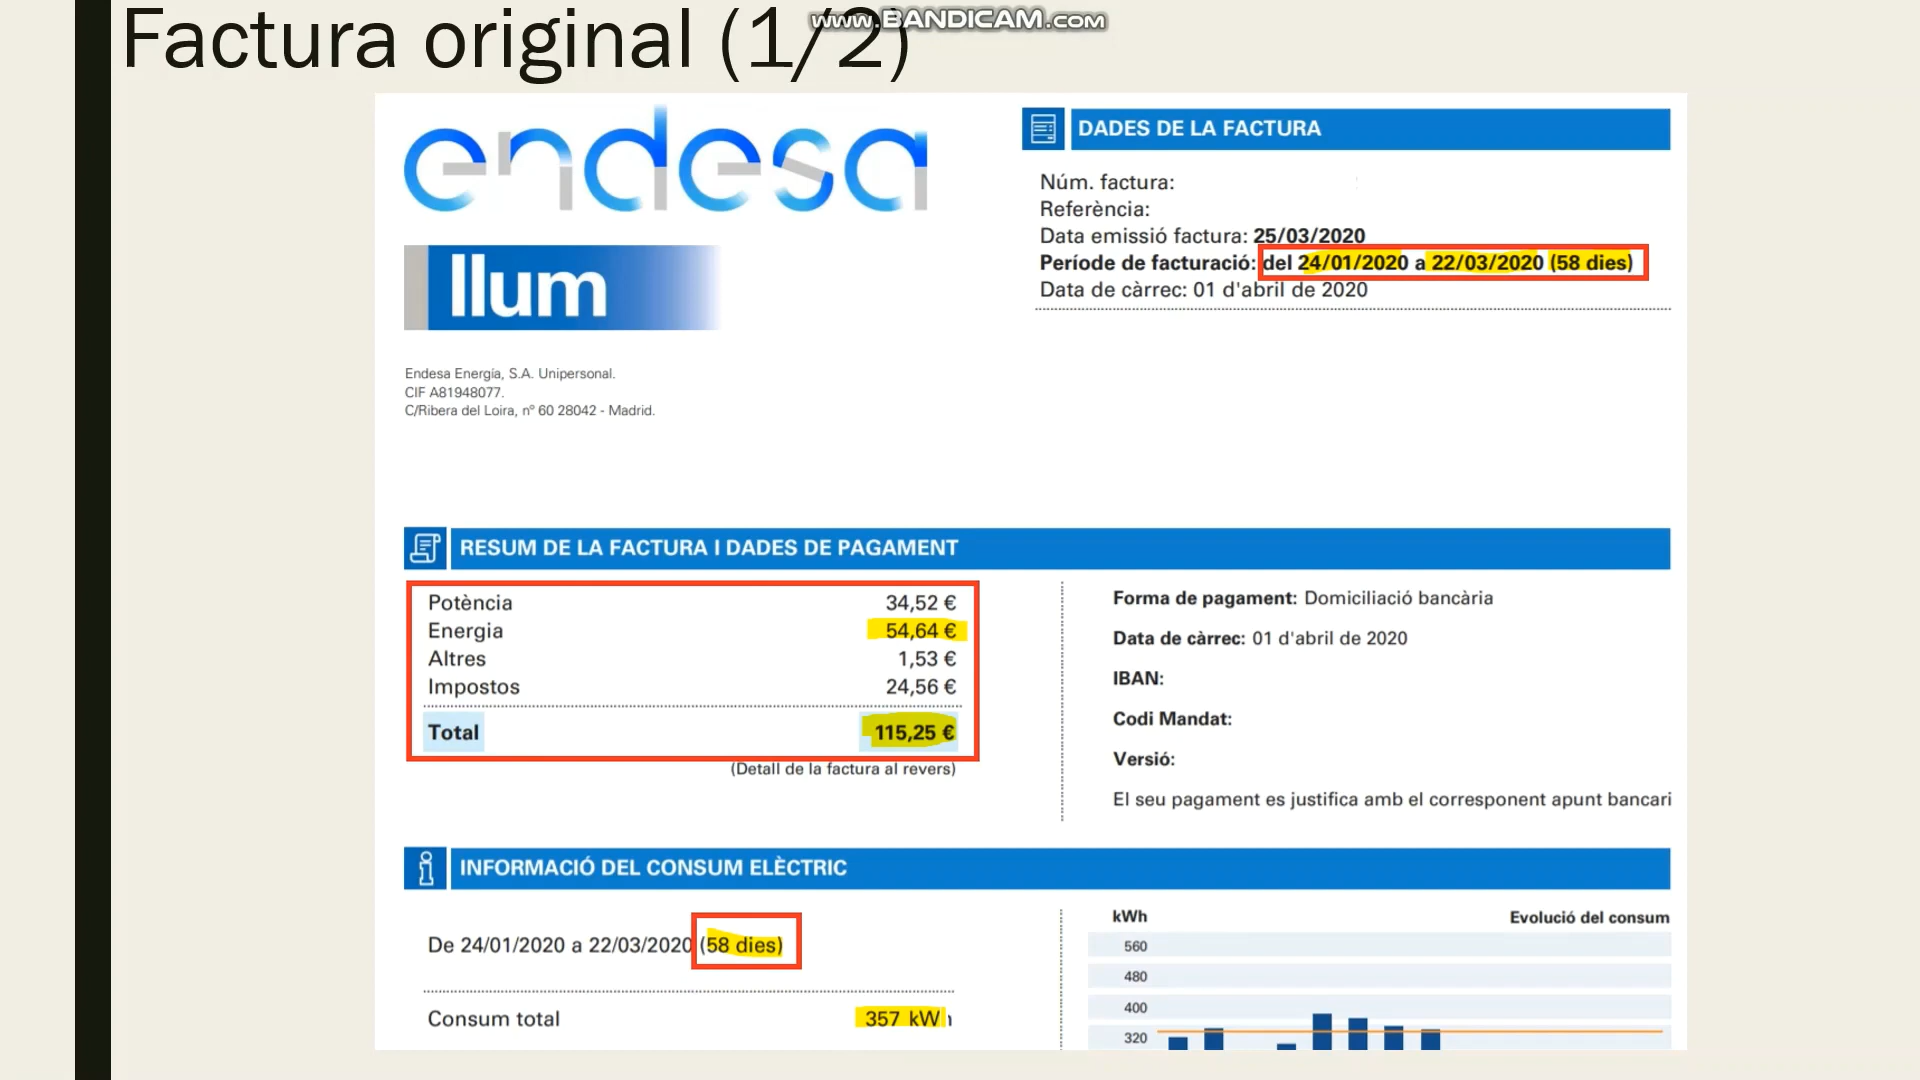 Factura original (1/2)
www.BANDICAM.com
endesa
llum
Endesa Energía, S.A. Unipersonal.
CIF A81948077.
C/Ribera del Loira, nº 60 28042 - Madrid.
DADES DE LA FACTURA
Núm. factura:
Referència:
Data emissió factura: 25/03/2020
Període de facturació: del 24/01/2020 a 22/03/2020 (58 dies)
Data de càrrec: 01 d'abril de 2020
RESUM DE LA FACTURA I DADES DE PAGAMENT
Potència 34,52 €
Energia 54,64 €
Altres 1,53 €
Impostos 24,56 €
Total 115,25 €
(Detall de la factura al revers)
Forma de pagament: Domiciliació bancària
Data de càrrec: 01 d'abril de 2020
IBAN:
Codi Mandat:
Versió:
El seu pagament es justifica amb el corresponent apunt bancari
INFORMACIÓ DEL CONSUM ELÈCTRIC
De 24/01/2020 a 22/03/2020 (58 dies)
Consum total 357 kWh
kWh Evolució del consum
560
480
400
320